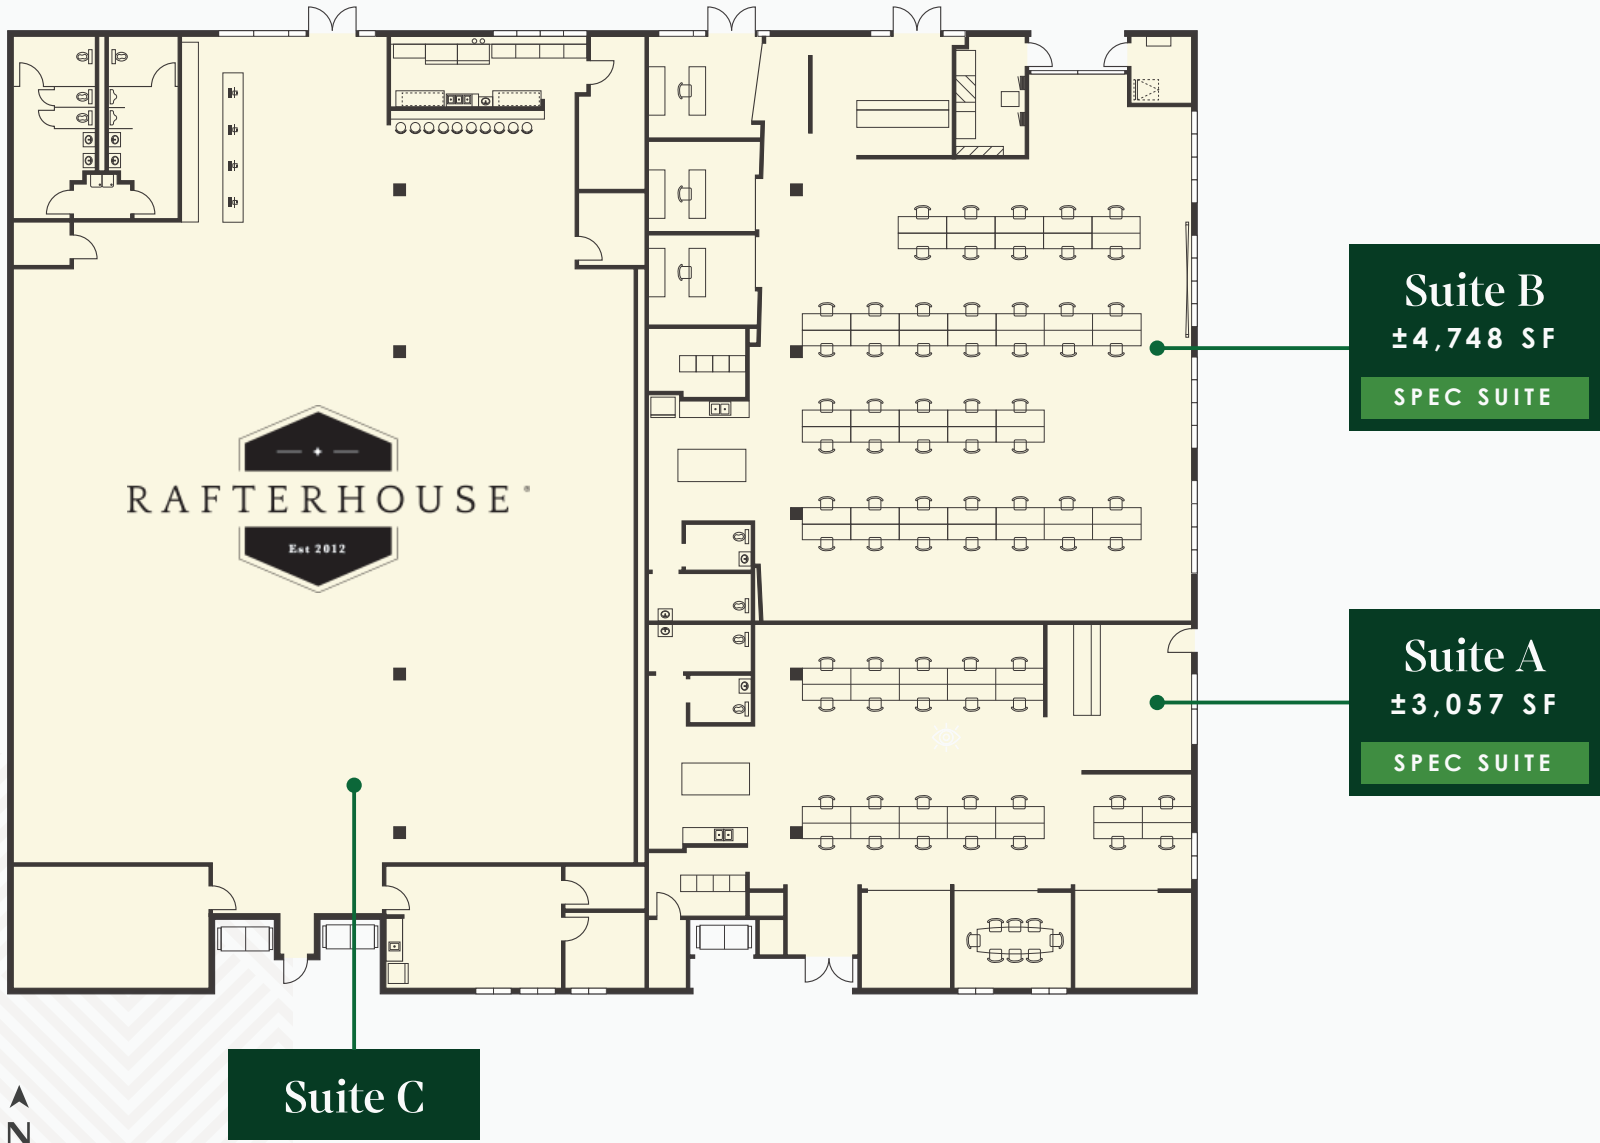 Suite B
±4,748 SF
SPEC SUITE
RAFTERHOUSE®
Est 2012
Suite A
±3,057 SF
SPEC SUITE
Suite C
N